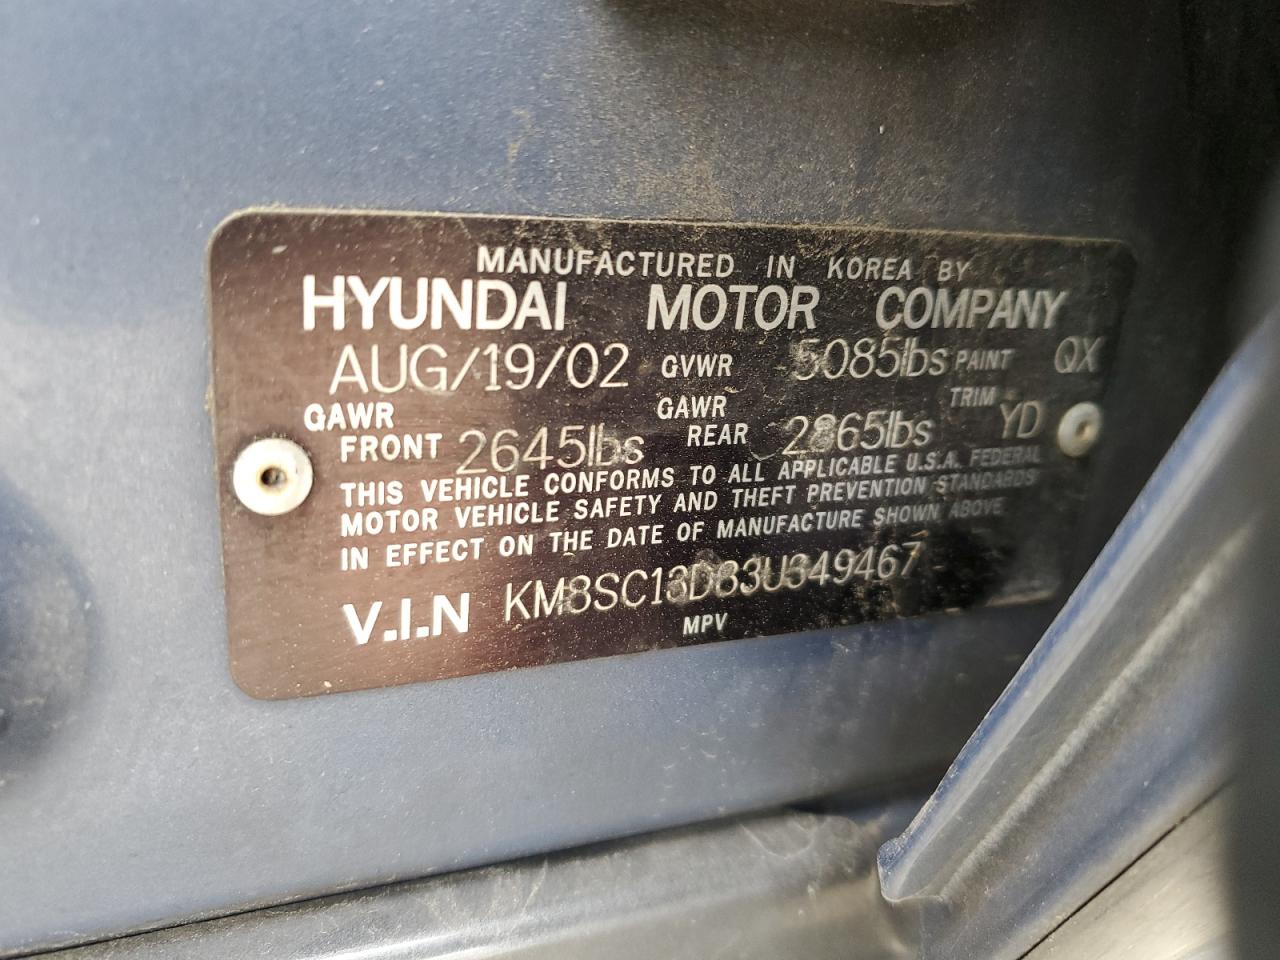 MANUFACTURED IN KOREA BY
HYUNDAI MOTOR COMPANY
AUG/19/02 GVWR 5085lbs PAINT QX
GAWR GAWR TRIM
FRONT 2645lbs REAR 2865lbs YD
THIS VEHICLE CONFORMS TO ALL APPLICABLE U.S.A. FEDERAL
MOTOR VEHICLE SAFETY AND THEFT PREVENTION STANDARDS
IN EFFECT ON THE DATE OF MANUFACTURE SHOWN ABOVE
V.I.N KM8SC13D83U349467
MPV